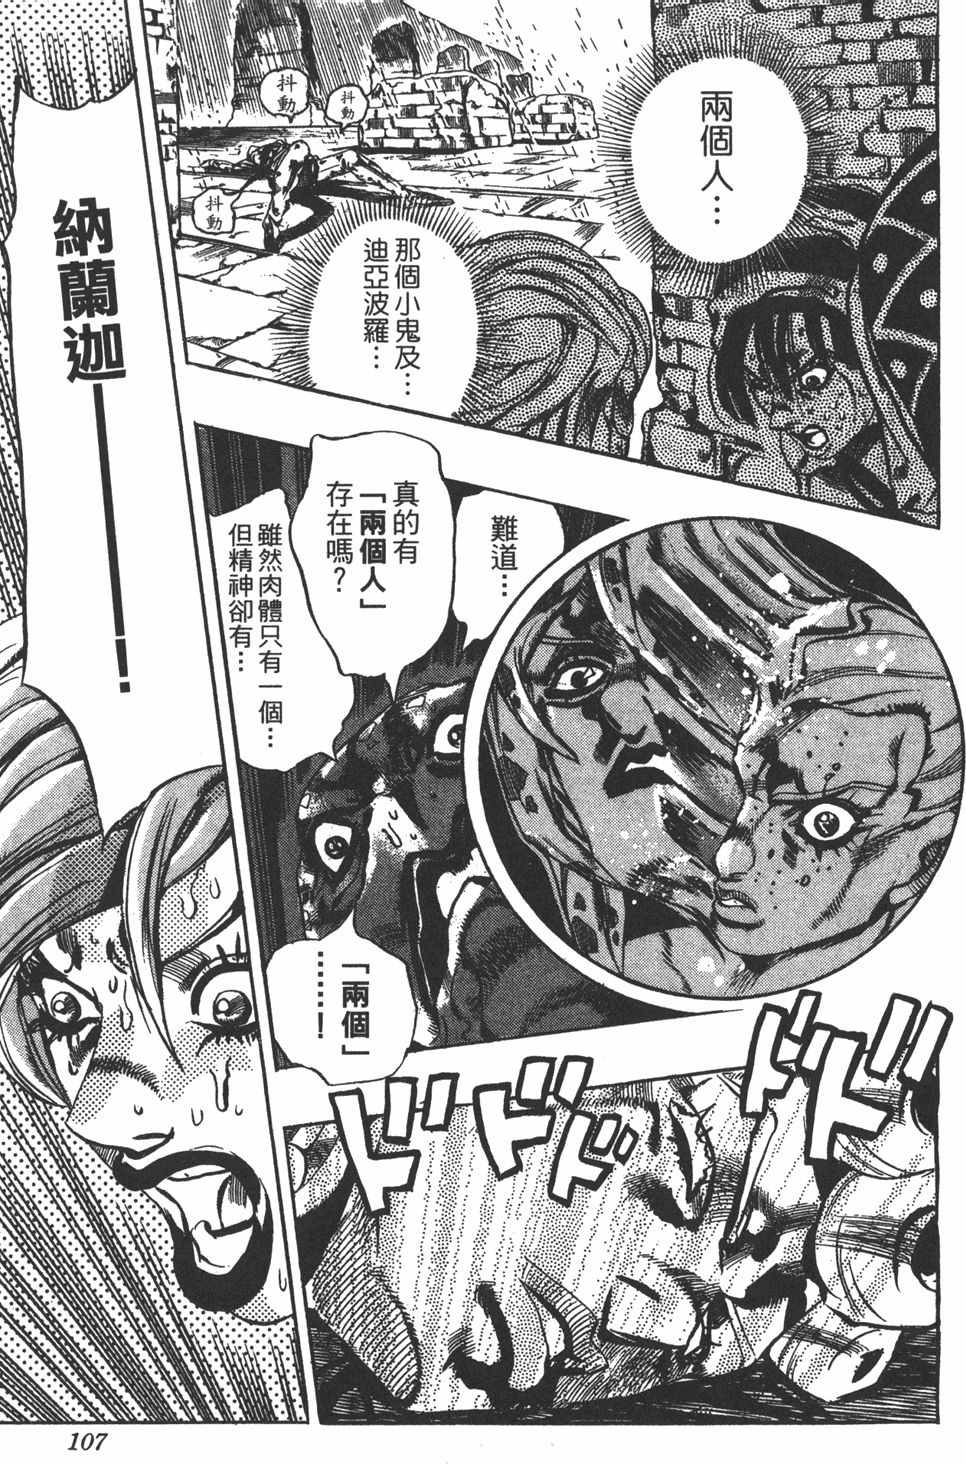 兩個人…
那個小鬼及…
迪亞波羅…
抖動
抖動
抖動
難道…
真的有
「兩個人」
存在嗎？
雖然肉體只有一個…
但精神卻有…
「兩個」
……！
ドドドドド
納蘭迦——！
107